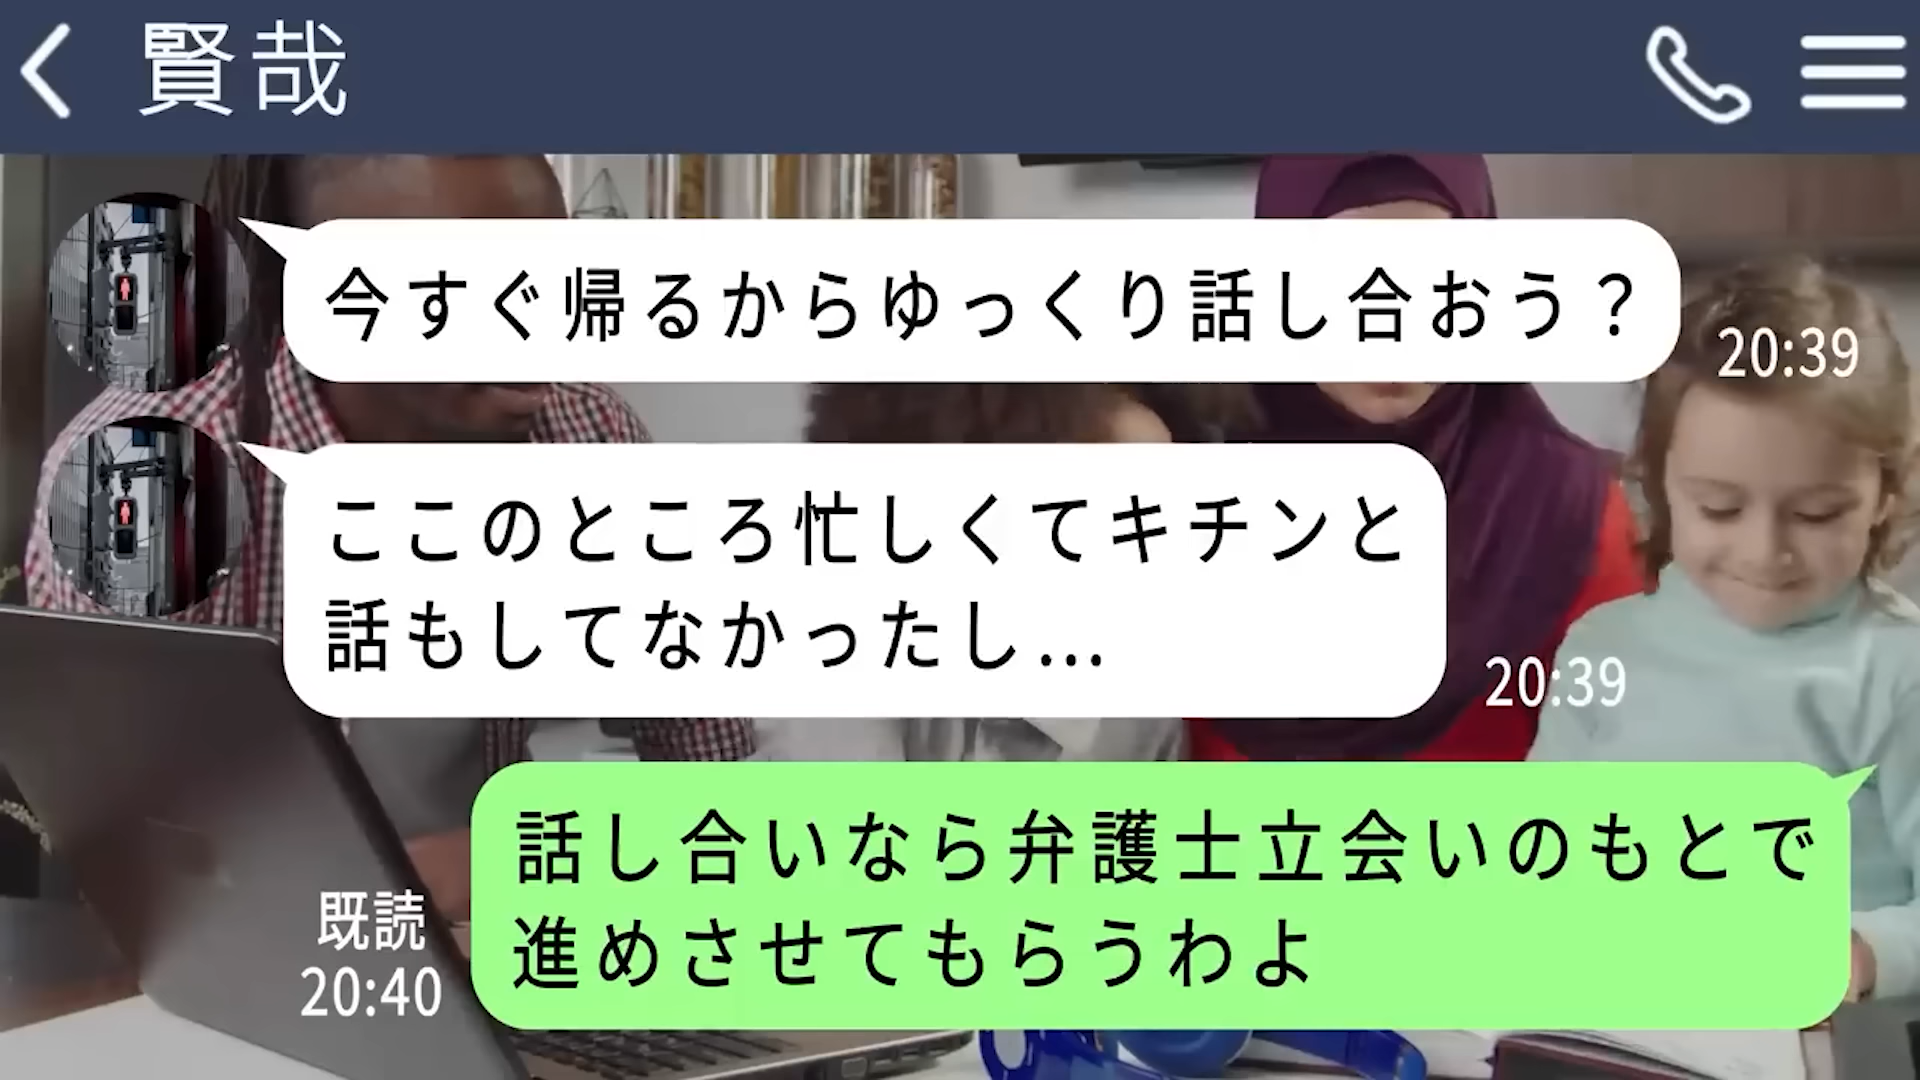 賢哉
今すぐ帰るからゆっくり話し合おう？
20:39
ここのところ忙しくてキチンと
話もしてなかったし…
20:39
話し合いなら弁護士立会いのもとで
進めさせてもらうわよ
既読
20:40